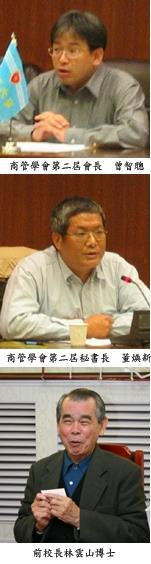 商管學會第二屆會長　曾智聰
商管學會第二屆秘書長　董煥新
前校長林雲山博士